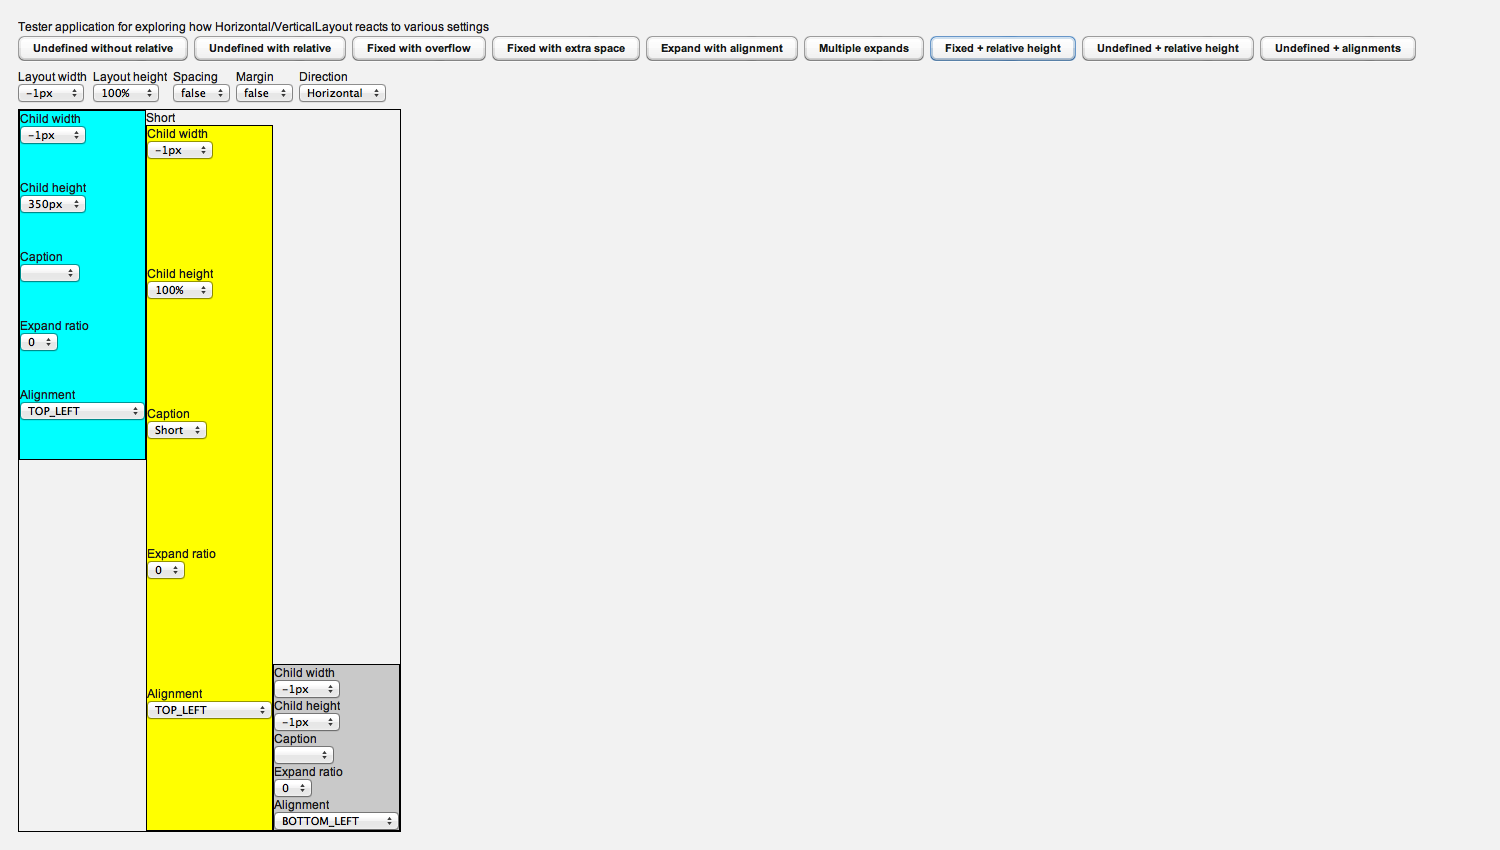 Tester application for exploring how Horizontal/VerticalLayout reacts to various settings
Undefined without relative Undefined with relative Fixed with overflow Fixed with extra space Expand with alignment Multiple expands Fixed + relative height Undefined + relative height Undefined + alignments
Layout width Layout height Spacing Margin Direction
-1px 100% false false Horizontal
Child width
-1px
Child height
350px
Caption
Expand ratio
0
Alignment
TOP_LEFT
Short
Child width
-1px
Child height
100%
Caption
Short
Expand ratio
0
Alignment
TOP_LEFT
Child width
-1px
Child height
-1px
Caption
Expand ratio
0
Alignment
BOTTOM_LEFT